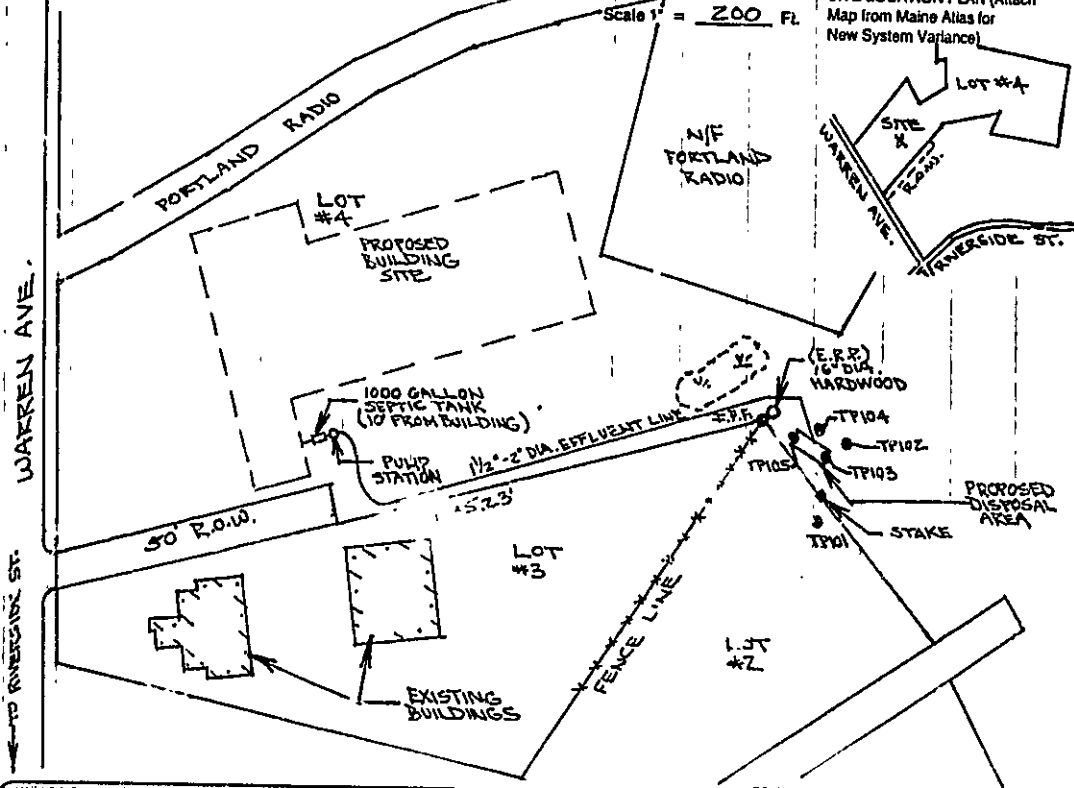 Scale 1" = 200 Ft.
Map from Maine Atlas for
New System Variance)
LOT #4
SITE
X
R.O.W.
WARREN AVE.
RIVERSIDE ST.
PORTLAND RADIO
N/F
PORTLAND
RADIO
LOT
#4
PROPOSED
BUILDING
SITE
WARREN AVE.
(E.R.P.)
16" DIA.
HARDWOOD
1000 GALLON
SEPTIC TANK
(10' FROM BUILDING)
PUMP
STATION
1 1/2"-2" DIA. EFFLUENT LINE
TP104
TP102
TP103
TP105
PROPOSED
DISPOSAL
AREA
STAKE
TP101
50' R.O.W.
LOT
#3
FENCE LINE
LOT
#2
EXISTING
BUILDINGS
TO RIVERSIDE ST.